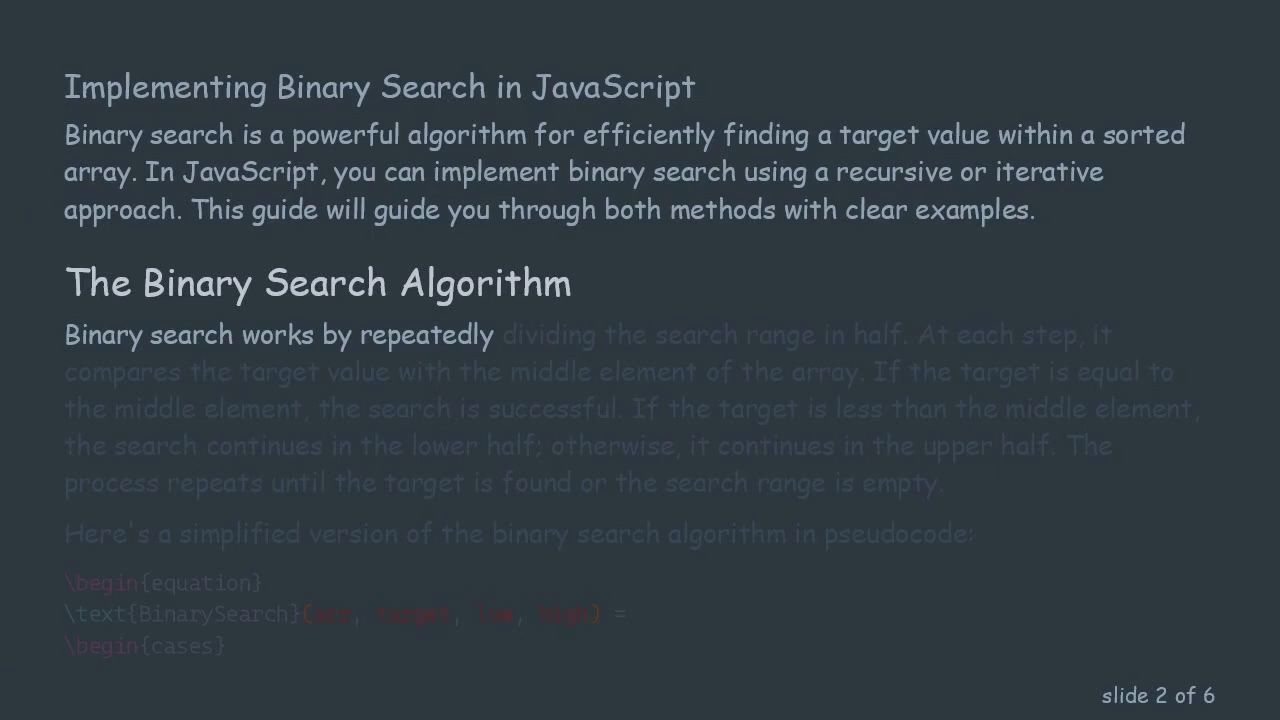 Implementing Binary Search in JavaScript
Binary search is a powerful algorithm for efficiently finding a target value within a sorted
array. In JavaScript, you can implement binary search using a recursive or iterative
approach. This guide will guide you through both methods with clear examples.
The Binary Search Algorithm
Binary search works by repeatedly dividing the search range in half. At each step, it
compares the target value with the middle element of the array. If the target is equal to
the middle element, the search is successful. If the target is less than the middle element,
the search continues in the lower half; otherwise, it continues in the upper half. The
process repeats until the target is found or the search range is empty.
Here's a simplified version of the binary search algorithm in pseudocode:
\begin{equation}
\text{BinarySearch}(arr, target, low, high) =
\begin{cases}
slide 2 of 6